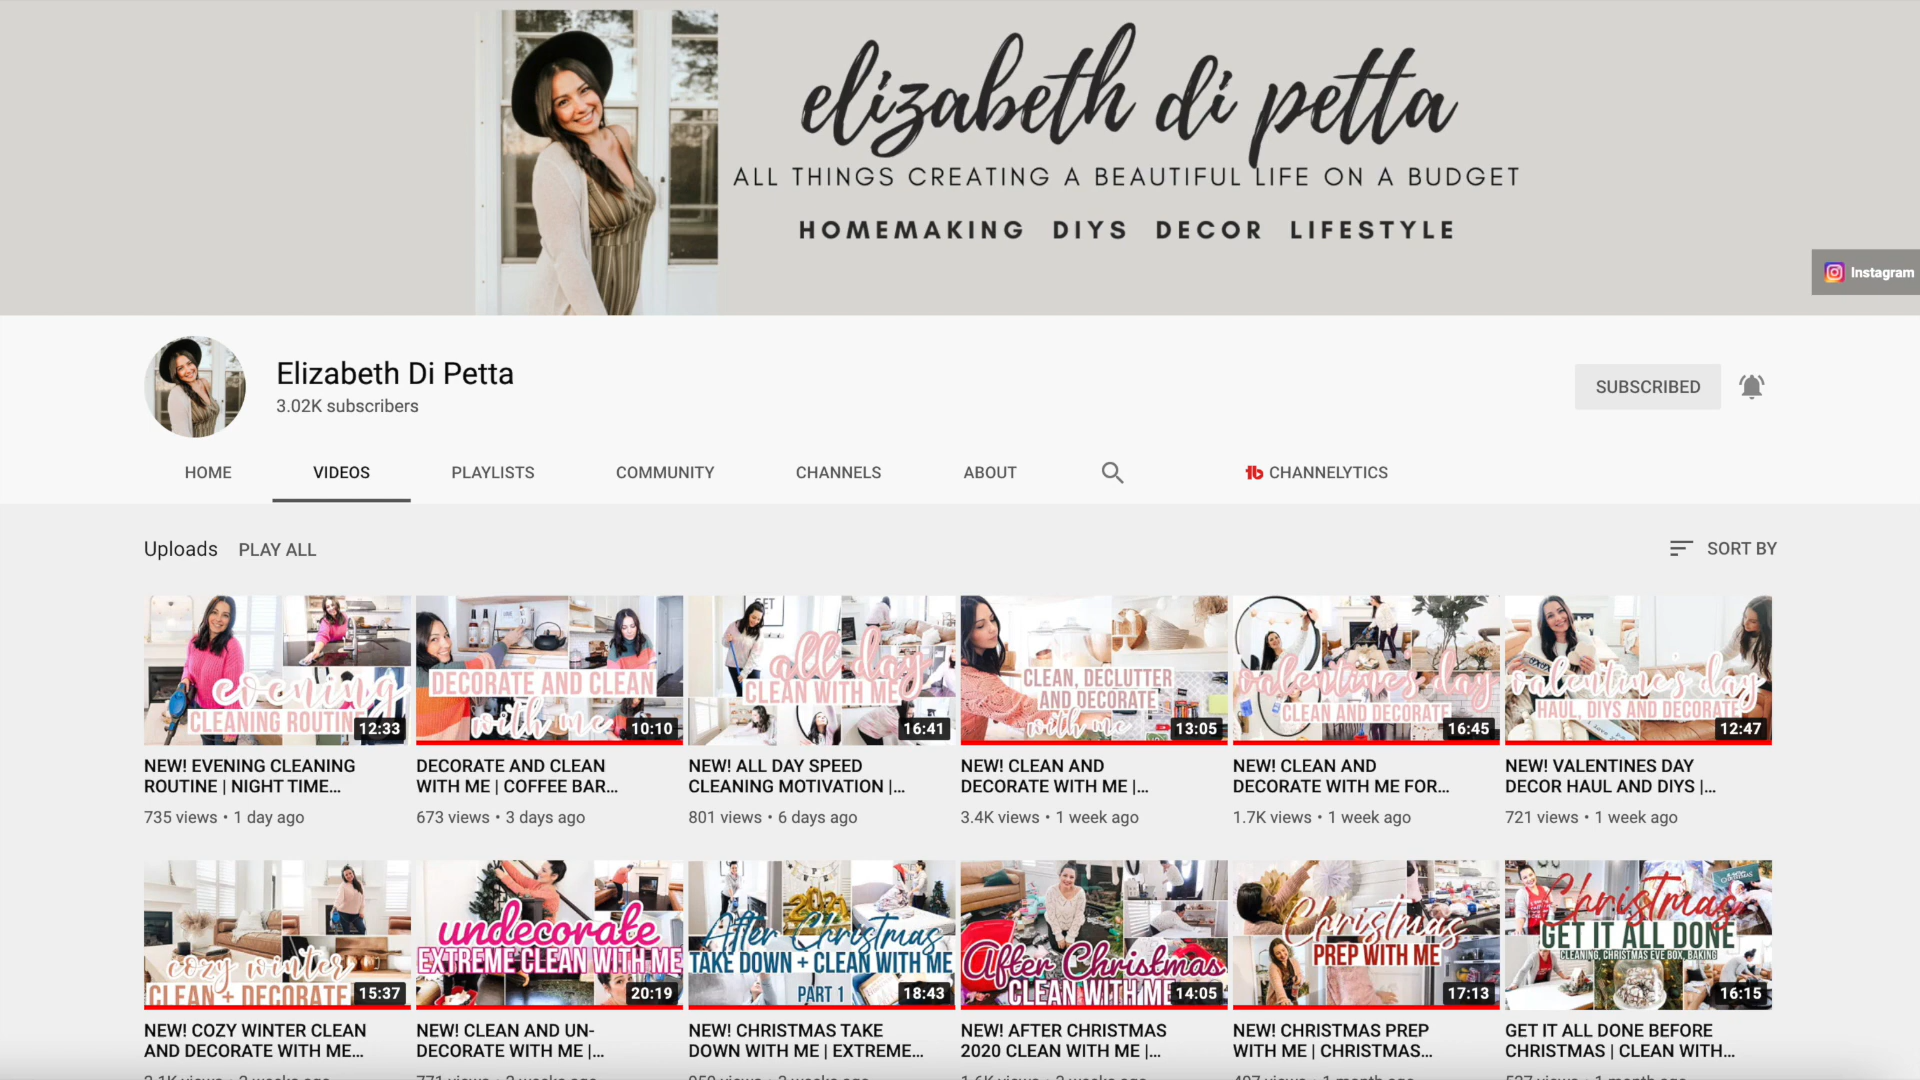 elizabeth di petta
ALL THINGS CREATING A BEAUTIFUL LIFE ON A BUDGET
HOMEMAKING DIYS DECOR LIFESTYLE
Instagram
Elizabeth Di Petta
3.02K subscribers
SUBSCRIBED
HOME VIDEOS PLAYLISTS COMMUNITY CHANNELS ABOUT CHANNELYTICS
Uploads PLAY ALL
SORT BY
evening
CLEANING ROUTINE
12:33
NEW! EVENING CLEANING
ROUTINE | NIGHT TIME...
735 views • 1 day ago
DECORATE AND CLEAN
with me
10:10
DECORATE AND CLEAN
WITH ME | COFFEE BAR...
673 views • 3 days ago
all day
CLEAN WITH ME
16:41
NEW! ALL DAY SPEED
CLEANING MOTIVATION |...
801 views • 6 days ago
CLEAN, DECLUTTER
AND DECORATE
with me
13:05
NEW! CLEAN AND
DECORATE WITH ME |...
3.4K views • 1 week ago
valentines day
CLEAN AND DECORATE
16:45
NEW! CLEAN AND
DECORATE WITH ME FOR...
1.7K views • 1 week ago
valentine's day
HAUL, DIYS AND DECORATE
12:47
NEW! VALENTINES DAY
DECOR HAUL AND DIYS |...
721 views • 1 week ago
cozy winter
CLEAN + DECORATE
15:37
NEW! COZY WINTER CLEAN
AND DECORATE WITH ME...
undecorate
EXTREME CLEAN WITH ME
20:19
NEW! CLEAN AND UN-
DECORATE WITH ME |...
2021
After Christmas
TAKE DOWN + CLEAN WITH ME
PART 1
18:43
NEW! CHRISTMAS TAKE
DOWN WITH ME | EXTREME...
After Christmas
CLEAN WITH ME
14:05
NEW! AFTER CHRISTMAS
2020 CLEAN WITH ME |...
Christmas
PREP WITH ME
17:13
NEW! CHRISTMAS PREP
WITH ME | CHRISTMAS...
Christmas
GET IT ALL DONE
CLEANING, CHRISTMAS EVE BOX, BAKING
16:15
GET IT ALL DONE BEFORE
CHRISTMAS | CLEAN WITH...